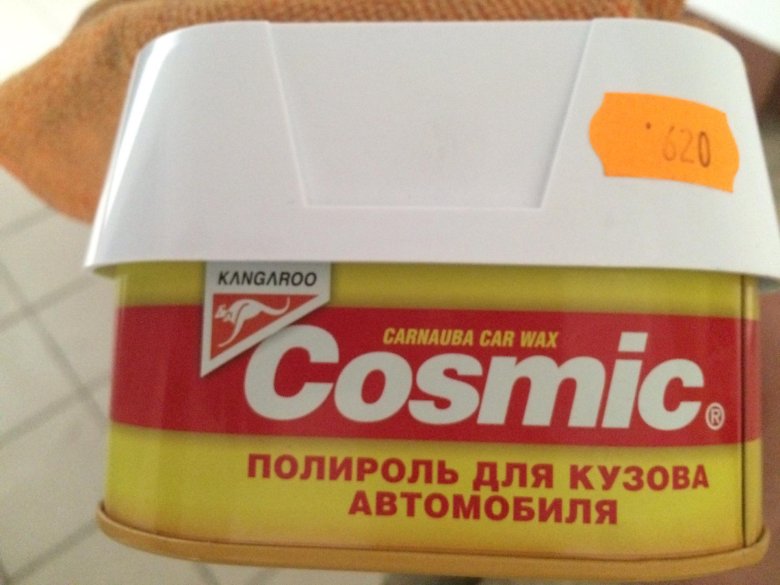 620
KANGAROO
CARNAUBA CAR WAX
Cosmic®
ПОЛИРОЛЬ ДЛЯ КУЗОВА
АВТОМОБИЛЯ